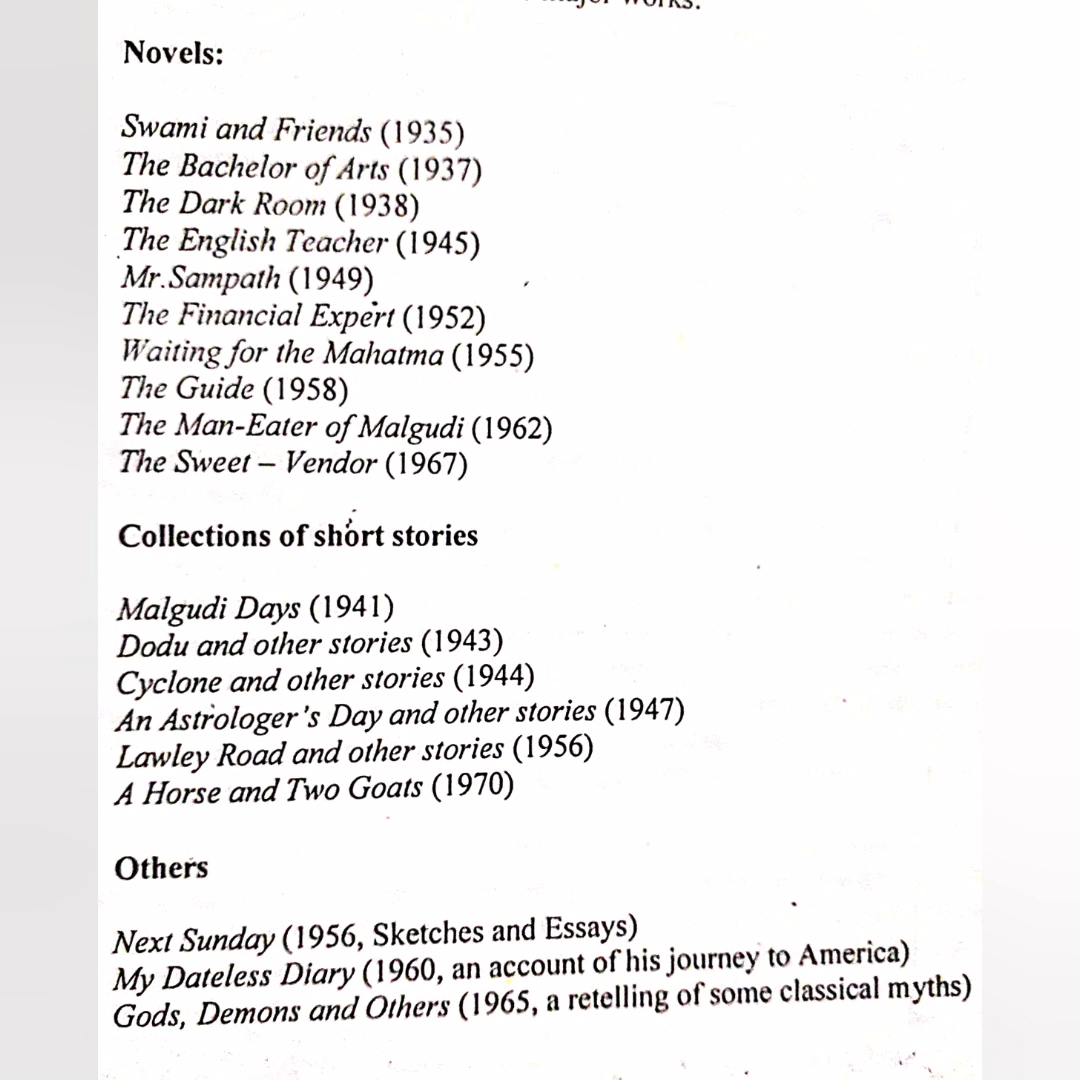 works.
Novels:
Swami and Friends (1935)
The Bachelor of Arts (1937)
The Dark Room (1938)
The English Teacher (1945)
Mr.Sampath (1949)
The Financial Expert (1952)
Waiting for the Mahatma (1955)
The Guide (1958)
The Man-Eater of Malgudi (1962)
The Sweet – Vendor (1967)
Collections of short stories
Malgudi Days (1941)
Dodu and other stories (1943)
Cyclone and other stories (1944)
An Astrologer's Day and other stories (1947)
Lawley Road and other stories (1956)
A Horse and Two Goats (1970)
Others
Next Sunday (1956, Sketches and Essays)
My Dateless Diary (1960, an account of his journey to America)
Gods, Demons and Others (1965, a retelling of some classical myths)